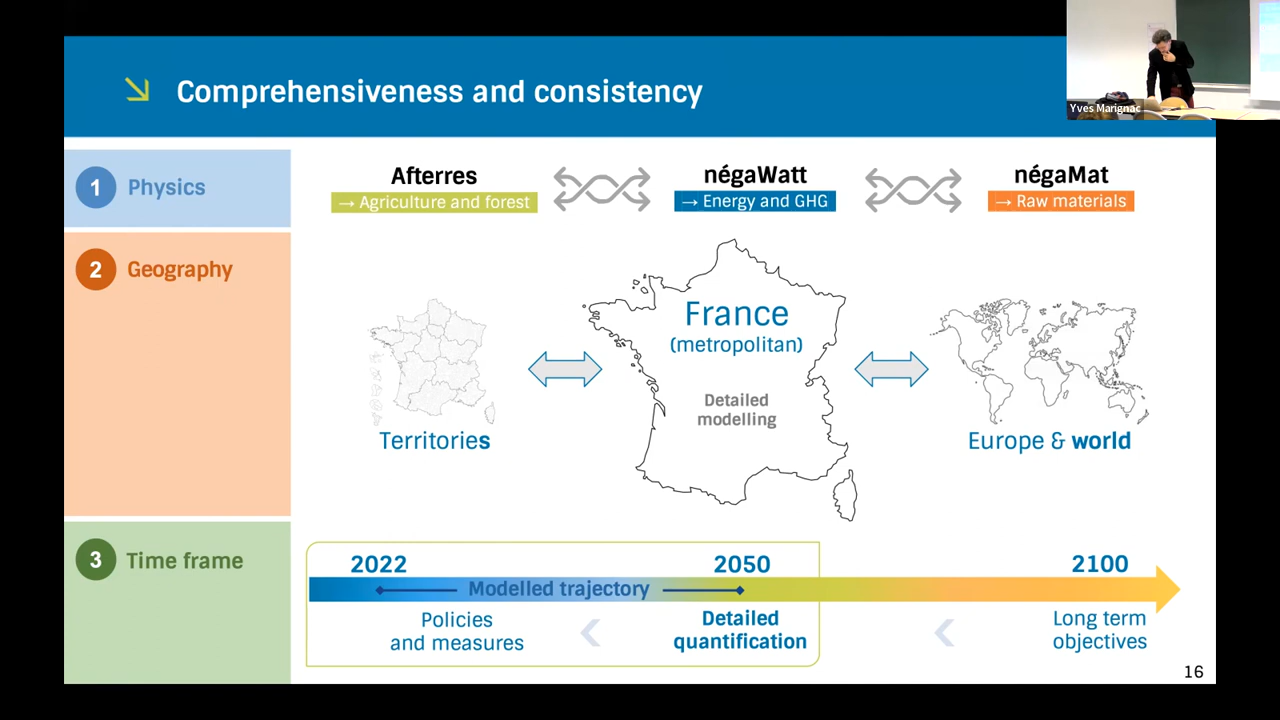 Comprehensiveness and consistency
Yves Marignac
1 Physics
Afterres
→ Agriculture and forest
négaWatt
→ Energy and GHG
négaMat
→ Raw materials
2 Geography
France
(metropolitan)
Detailed
modelling
Territories
Europe & world
3 Time frame
2022
2050
2100
Modelled trajectory
Policies
and measures
Detailed
quantification
Long term
objectives
16